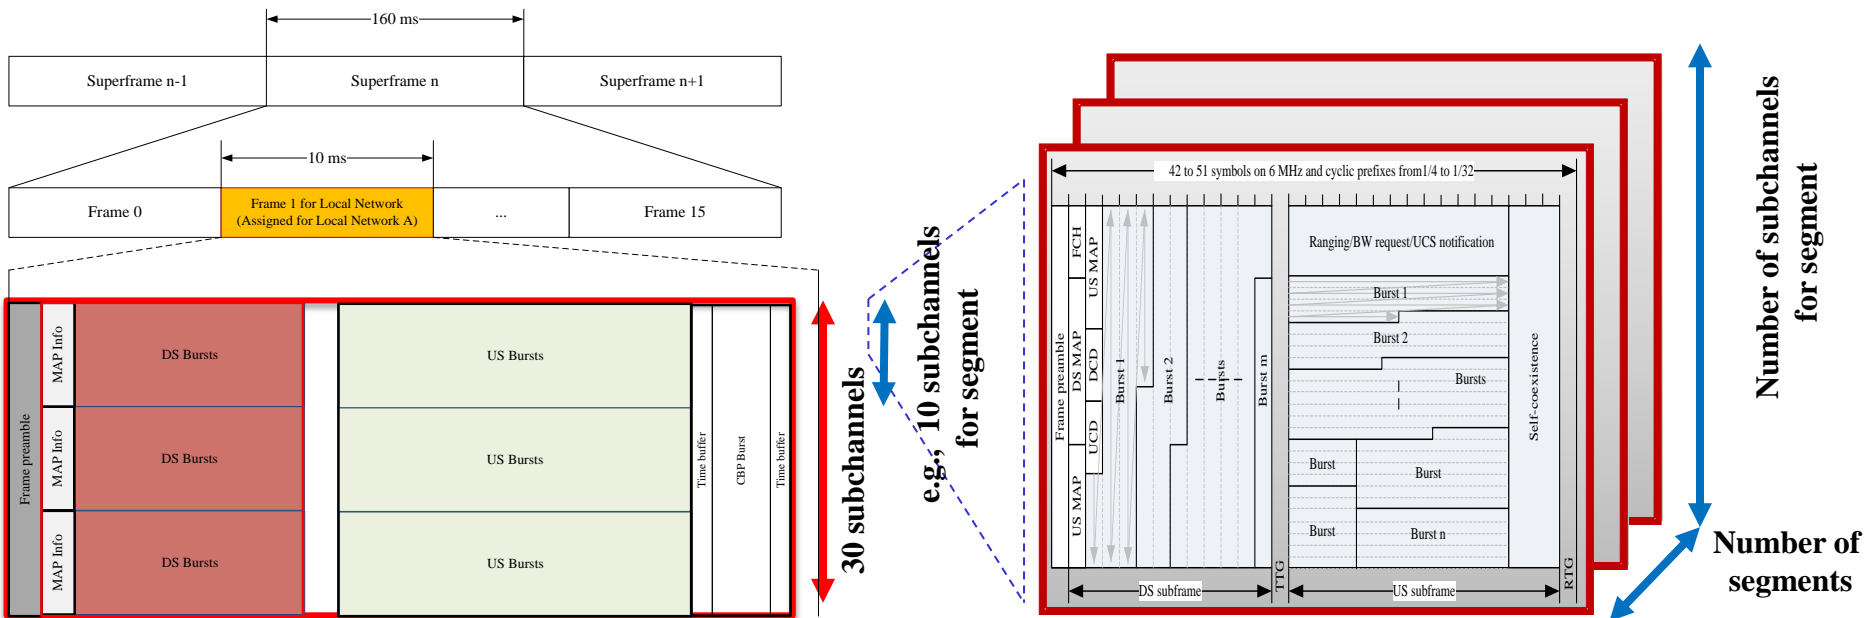 160 ms
Superframe n-1
Superframe n
Superframe n+1
10 ms
Frame 0
Frame 1 for Local Network
(Assigned for Local Network A)
...
Frame 15
Frame preamble
MAP Info
DS Bursts
US Bursts
MAP Info
DS Bursts
US Bursts
MAP Info
DS Bursts
US Bursts
Time buffer
CBP Burst
Time buffer
30 subchannels
e.g., 10 subchannels
for segment
42 to 51 symbols on 6 MHz and cyclic prefixes from1/4 to 1/32
Frame preamble
FCH
DS MAP
US MAP
US MAP
DCD
UCD
Burst 1
Burst 2
Bursts
Burst m
TTG
Ranging/BW request/UCS notification
Burst 1
Burst 2
Bursts
Burst
Burst
Burst
Burst n
Self-coexistence
RTG
DS subframe
US subframe
Number of subchannels
for segment
Number of
segments